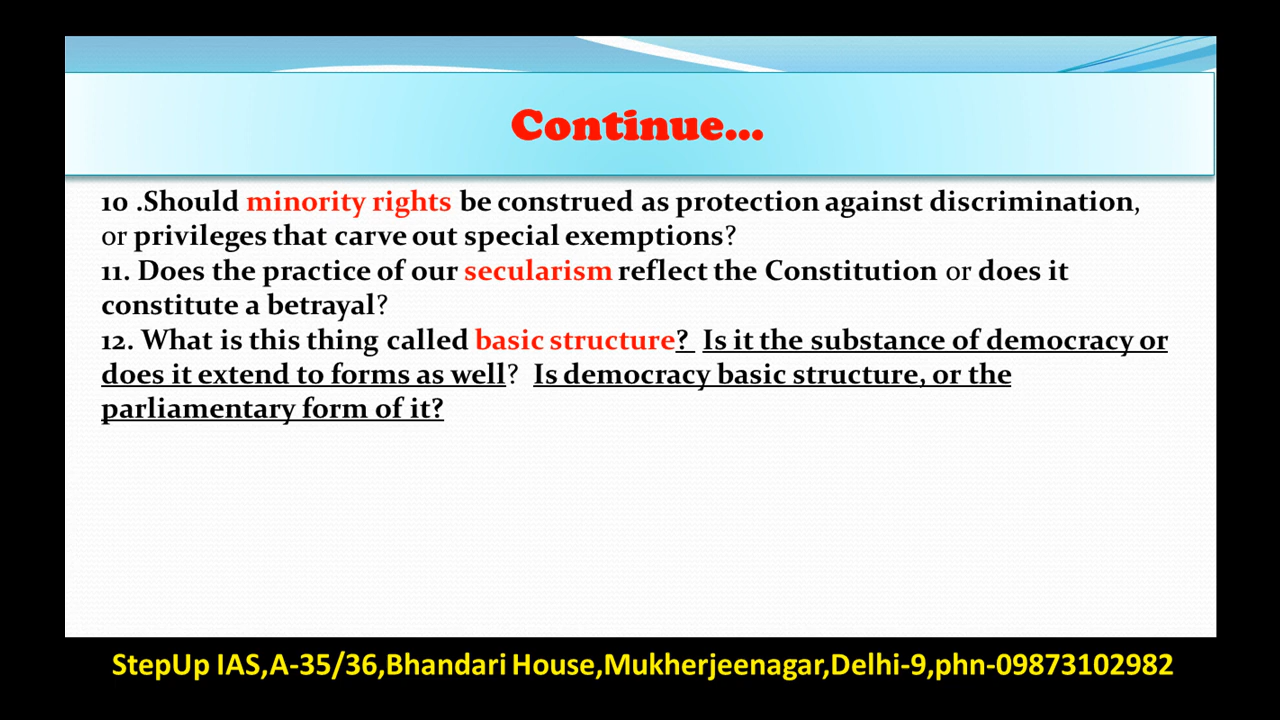 Continue...
10 .Should minority rights be construed as protection against discrimination,
or privileges that carve out special exemptions?
11. Does the practice of our secularism reflect the Constitution or does it
constitute a betrayal?
12. What is this thing called basic structure?  Is it the substance of democracy or
does it extend to forms as well?  Is democracy basic structure, or the
parliamentary form of it?
StepUp IAS,A-35/36,Bhandari House,Mukherjeenagar,Delhi-9,phn-09873102982